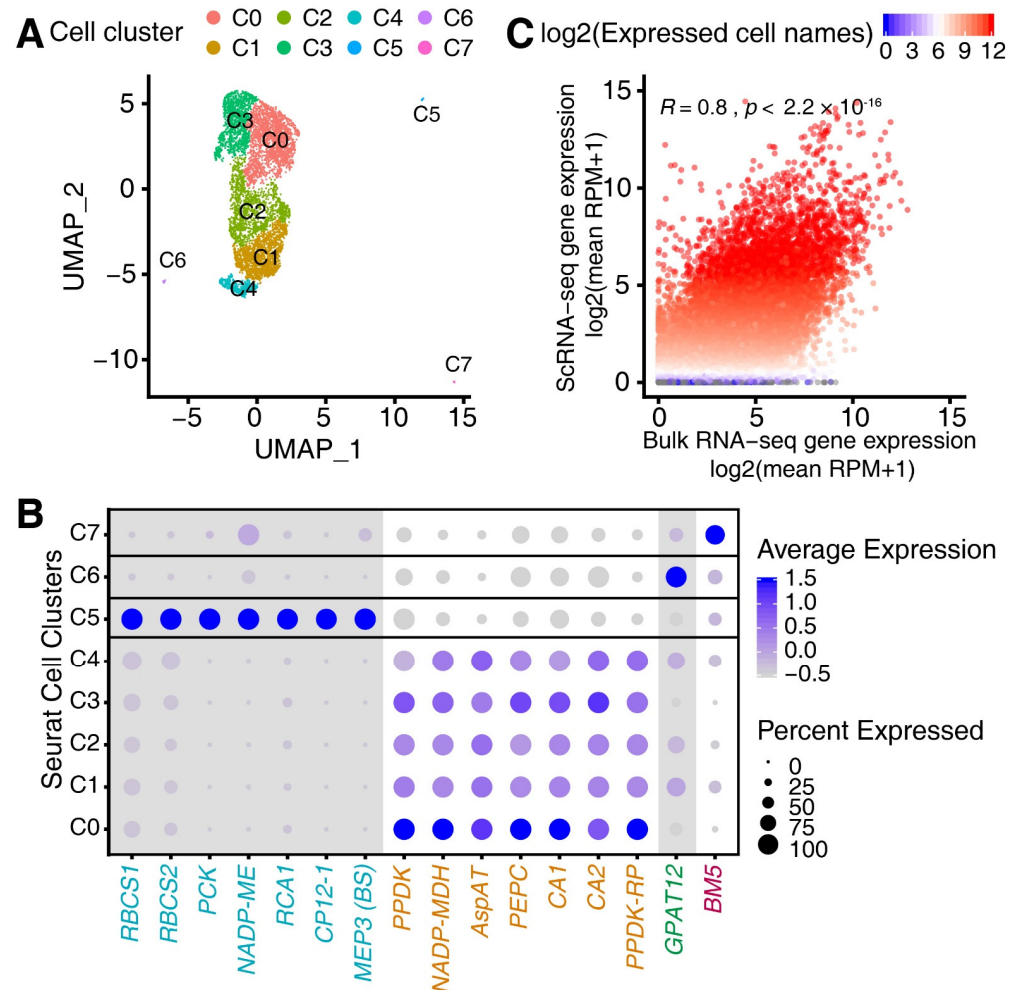 A Cell cluster
C0 C2 C4 C6
C1 C3 C5 C7
UMAP_2
5
0
−5
−10
C3
C0
C2
C1
C4
C5
C6
C7
−5 0 5 10 15
UMAP_1
C log2(Expressed cell names)
0 3 6 9 12
ScRNA−seq gene expression
log2(mean RPM+1)
15
10
5
0
R = 0.8 , p < 2.2 × 10-16
0 5 10 15
Bulk RNA−seq gene expression
log2(mean RPM+1)
B
Seurat Cell Clusters
C7
C6
C5
C4
C3
C2
C1
C0
RBCS1
RBCS2
PCK
NADP-ME
RCA1
CP12-1
MEP3 (BS)
PPDK
NADP-MDH
AspAT
PEPC
CA1
CA2
PPDK-RP
GPAT12
BM5
Average Expression
1.5
1.0
0.5
0.0
−0.5
Percent Expressed
0
25
50
75
100